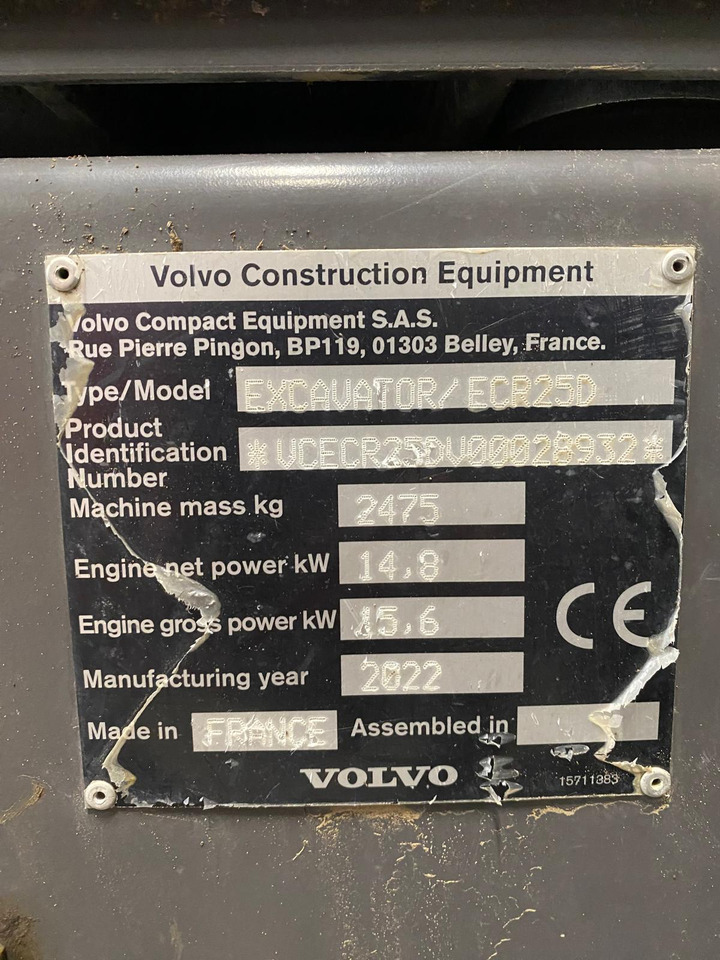 Volvo Construction Equipment
Volvo Compact Equipment S.A.S.
Rue Pierre Pingon, BP119, 01303 Belley, France.
Type/Model EXCAVATOR/ECR25D
Product
Identification *VCECR25DV00028932*
Number
Machine mass kg 2475
Engine net power kW 14,8
Engine gross power kW 15,6
CE
Manufacturing year 2022
Made in FRANCE Assembled in
VOLVO
15711383